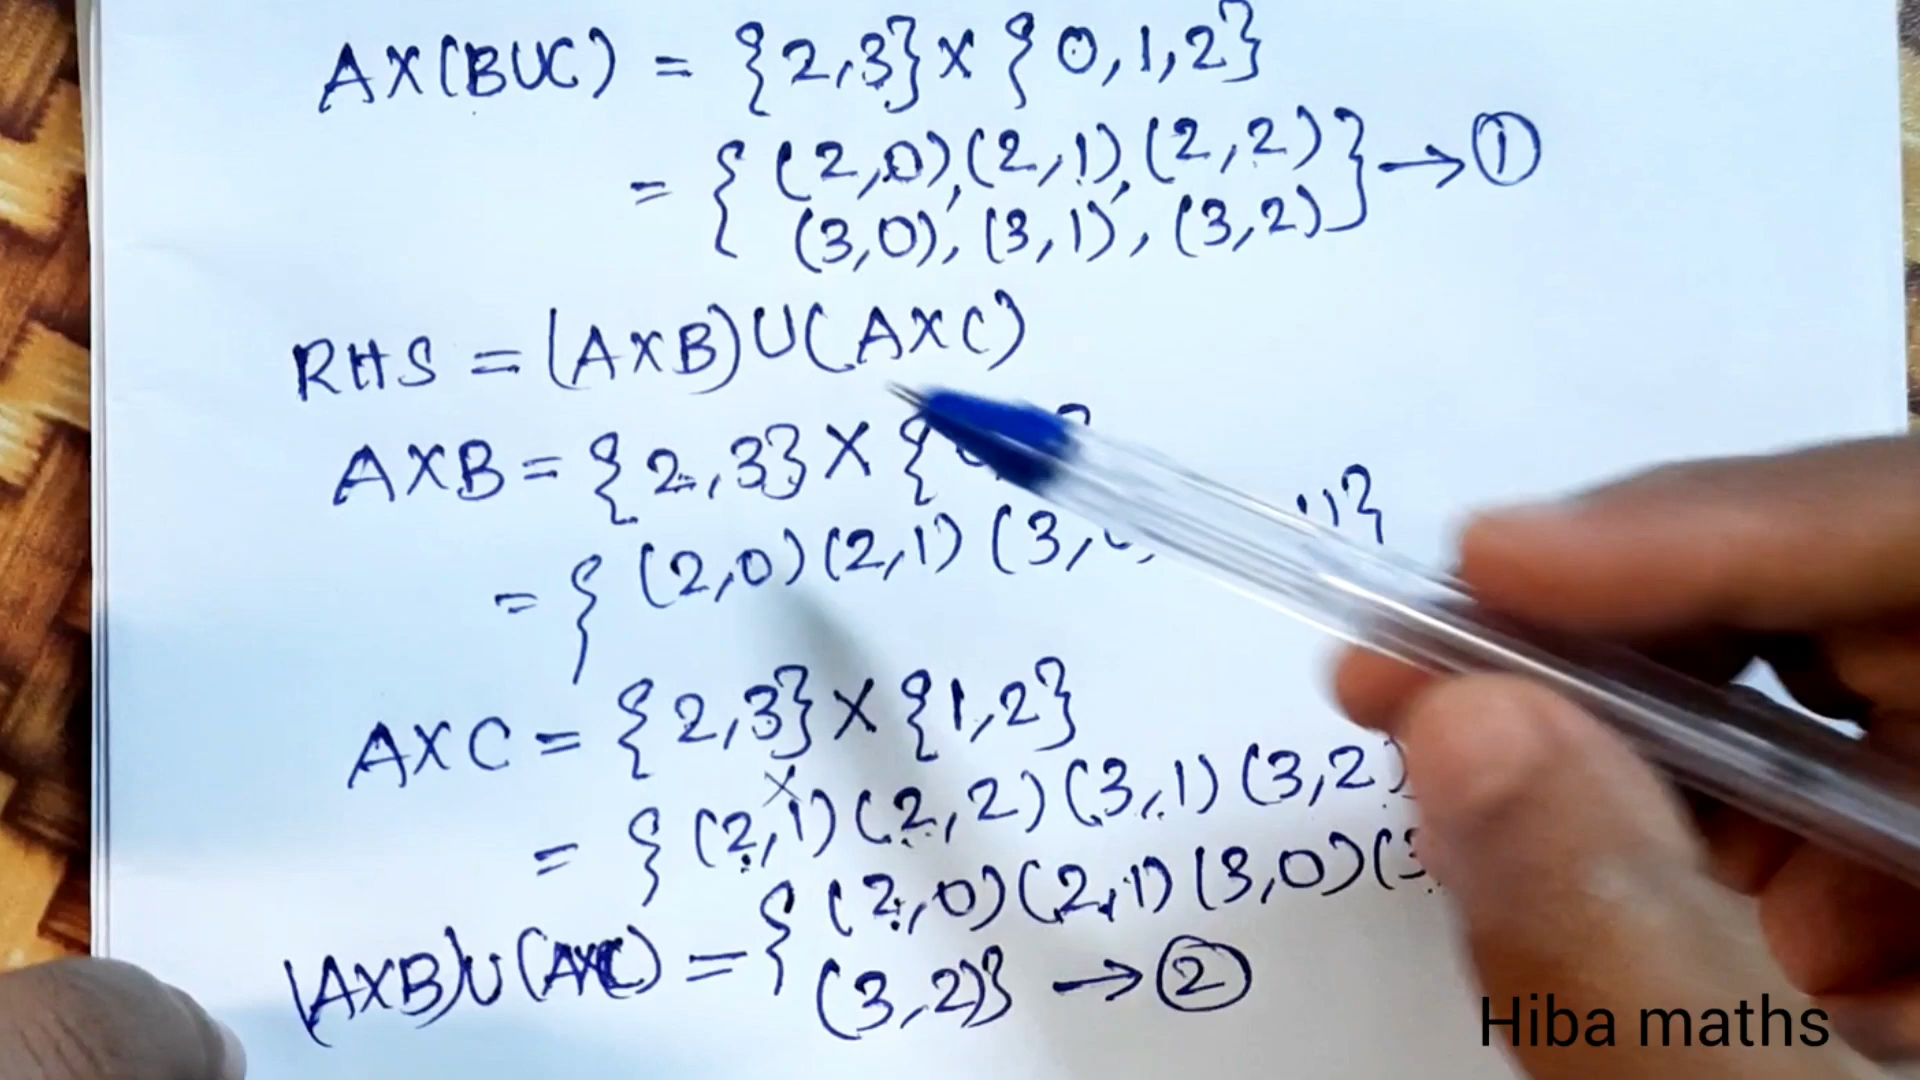 AX(BUC) = {2,3}X{0,1,2}
= {(2,0),(2,1),(2,2)
(3,0),(3,1),(3,2)} → ①
RHS = (AXB)U(AXC)
AXB = {2,3}X{
= {(2,0)(2,1)(3,
AXC = {2,3}X{1,2}
= {(2,1)(2,2)(3,1)(3,2)
(AXB)U(AXC) = {(2,0)(2,1)(3,0)(3
(3,2)} → ②
Hiba maths